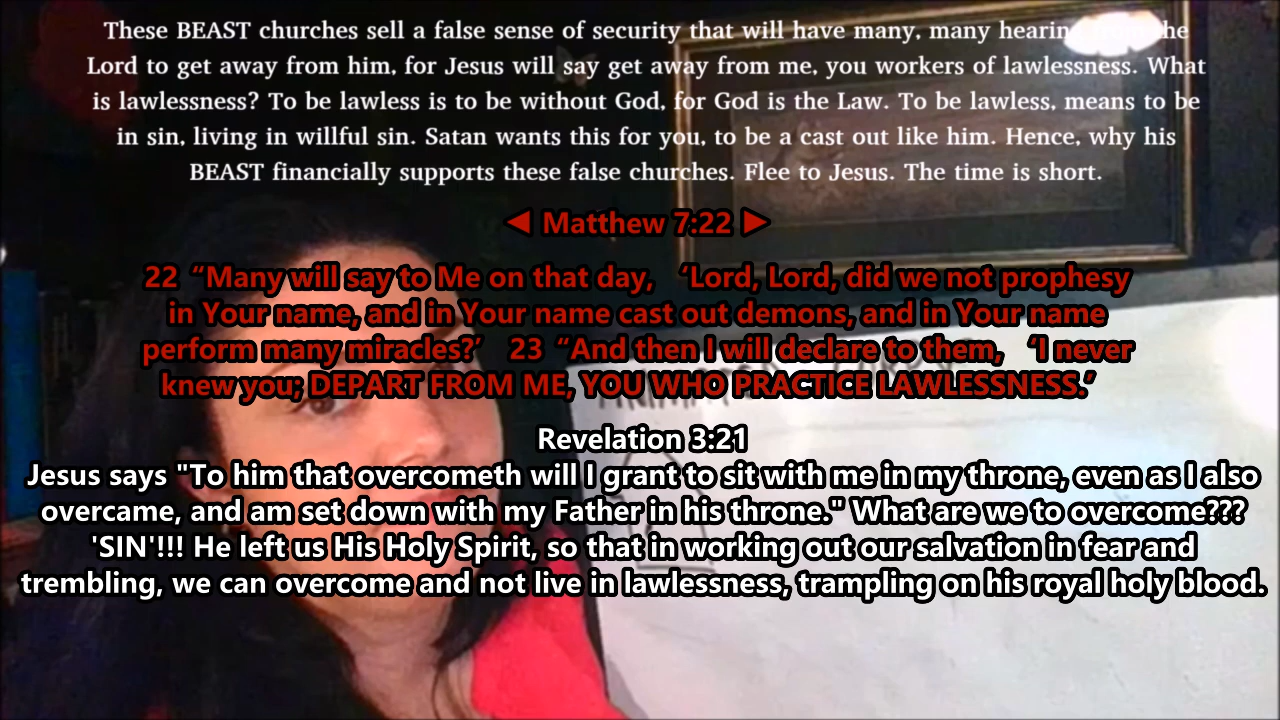 These BEAST churches sell a false sense of security that will have many, many hearing the
Lord to get away from him, for Jesus will say get away from me, you workers of lawlessness. What
is lawlessness? To be lawless is to be without God, for God is the Law. To be lawless, means to be
in sin, living in willful sin. Satan wants this for you, to be a cast out like him. Hence, why his
BEAST financially supports these false churches. Flee to Jesus. The time is short.
◄ Matthew 7:22 ►
22 “Many will say to Me on that day, ‘Lord, Lord, did we not prophesy
in Your name, and in Your name cast out demons, and in Your name
perform many miracles?’ 23 “And then I will declare to them, ‘I never
knew you; DEPART FROM ME, YOU WHO PRACTICE LAWLESSNESS.’
Revelation 3:21
Jesus says "To him that overcometh will I grant to sit with me in my throne, even as I also
overcame, and am set down with my Father in his throne." What are we to overcome???
'SIN'!!! He left us His Holy Spirit, so that in working out our salvation in fear and
trembling, we can overcome and not live in lawlessness, trampling on his royal holy blood.